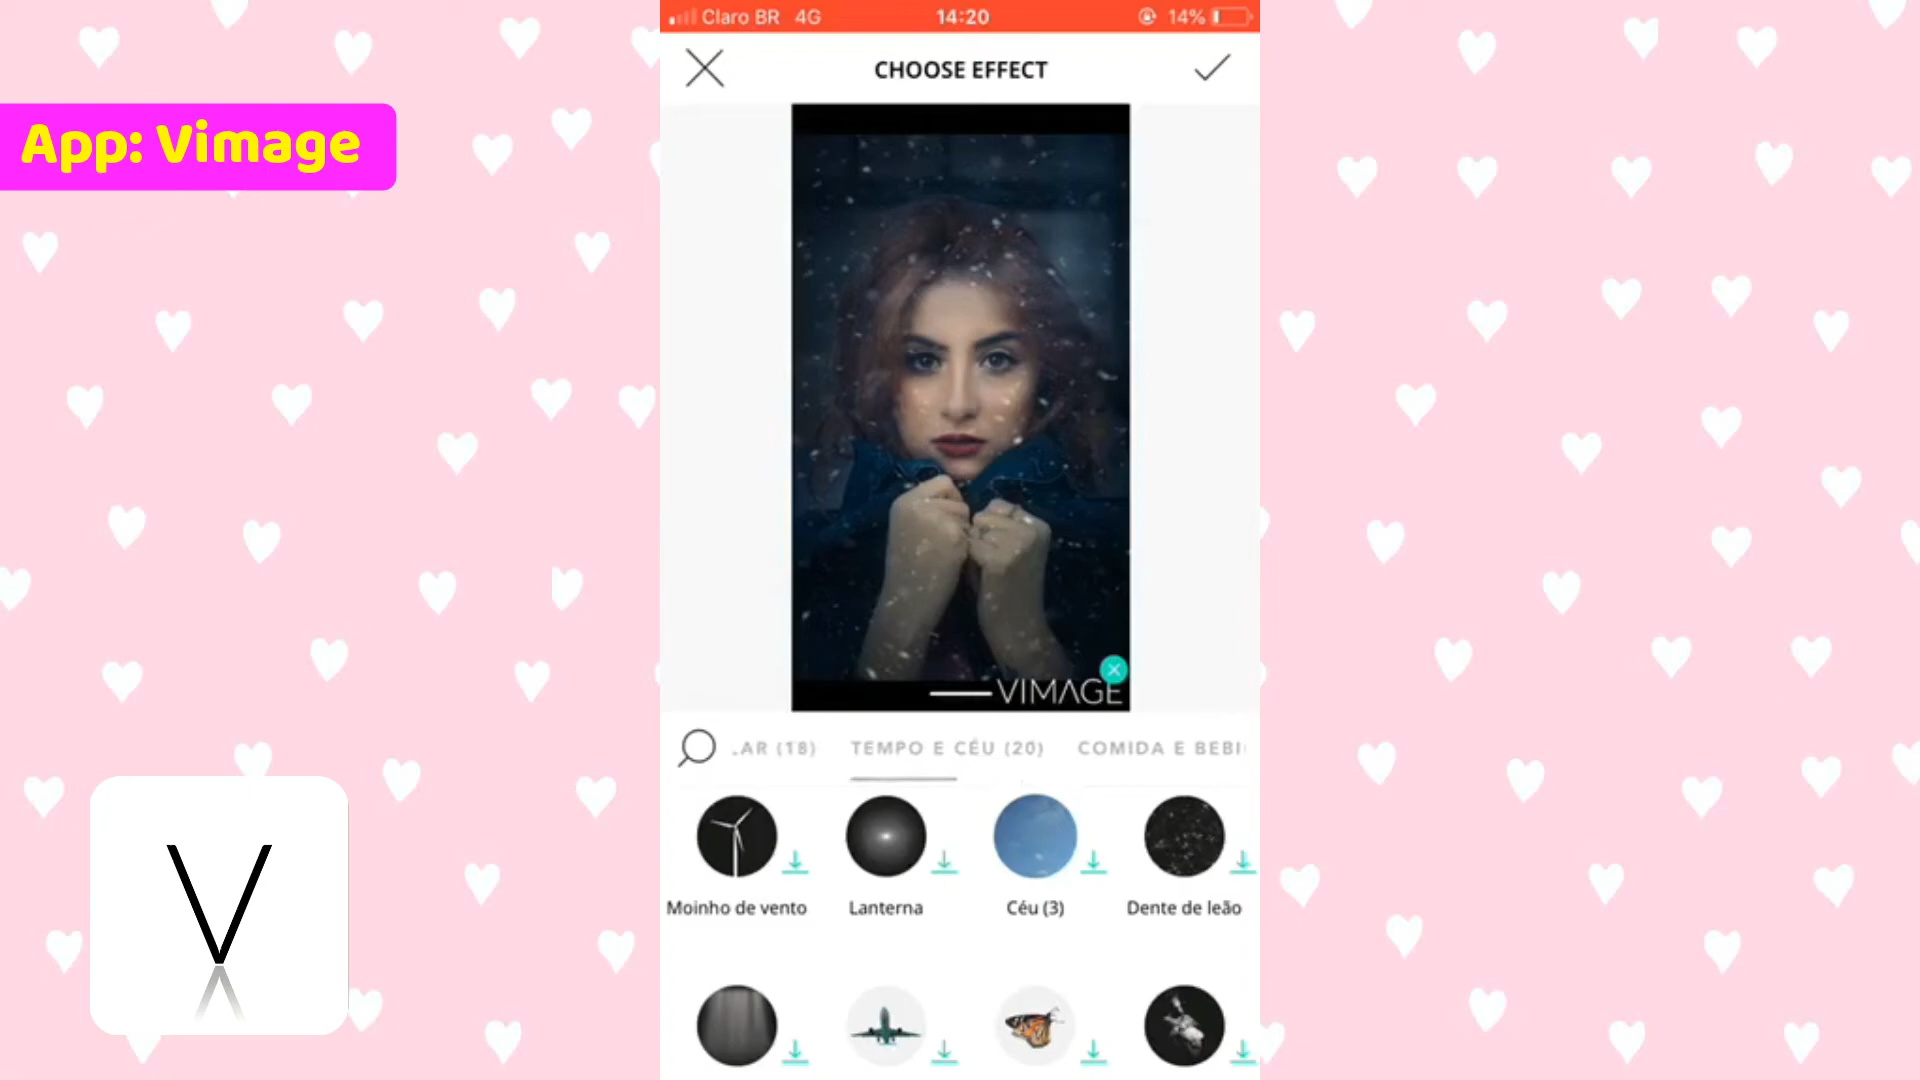 Claro BR 4G 14:20 14%
CHOOSE EFFECT
App: Vimage
VIMAGE
.AR (18) TEMPO E CÉU (20) COMIDA E BEBI
Moinho de vento Lanterna Céu (3) Dente de leão
V